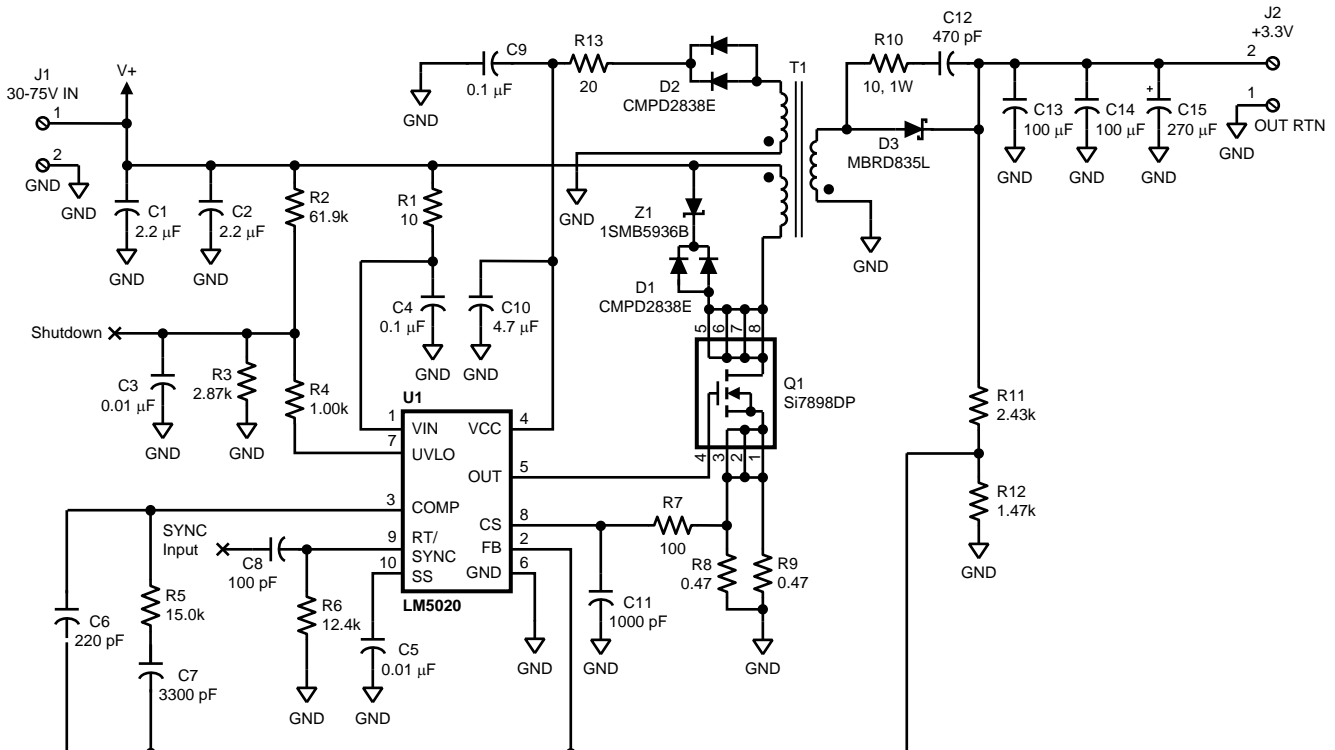 J1
30-75V IN
1
2
GND
GND
V+
C1
2.2 µF
GND
C2
2.2 µF
GND
R2
61.9k
Shutdown
C3
0.01 µF
GND
R3
2.87k
GND
R4
1.00k
R1
10
C4
0.1 µF
GND
C10
4.7 µF
GND
C9
0.1 µF
GND
R13
20
D2
CMPD2838E
GND
T1
Z1
1SMB5936B
D1
CMPD2838E
R10
10, 1W
C12
470 pF
D3
MBRD835L
GND
C13
100 µF
GND
C14
100 µF
GND
+
C15
270 µF
GND
J2
+3.3V
2
1
OUT RTN
GND
5
6
7
8
Q1
Si7898DP
4
3
2
1
U1
1
VIN
VCC
4
7
UVLO
OUT
5
3
COMP
CS
8
9
RT/
SYNC
FB
2
10
SS
GND
6
LM5020
SYNC
Input
C8
100 pF
R5
15.0k
C6
220 pF
C7
3300 pF
R6
12.4k
GND
C5
0.01 µF
GND
GND
R7
100
C11
1000 pF
GND
R8
0.47
R9
0.47
GND
R11
2.43k
R12
1.47k
GND